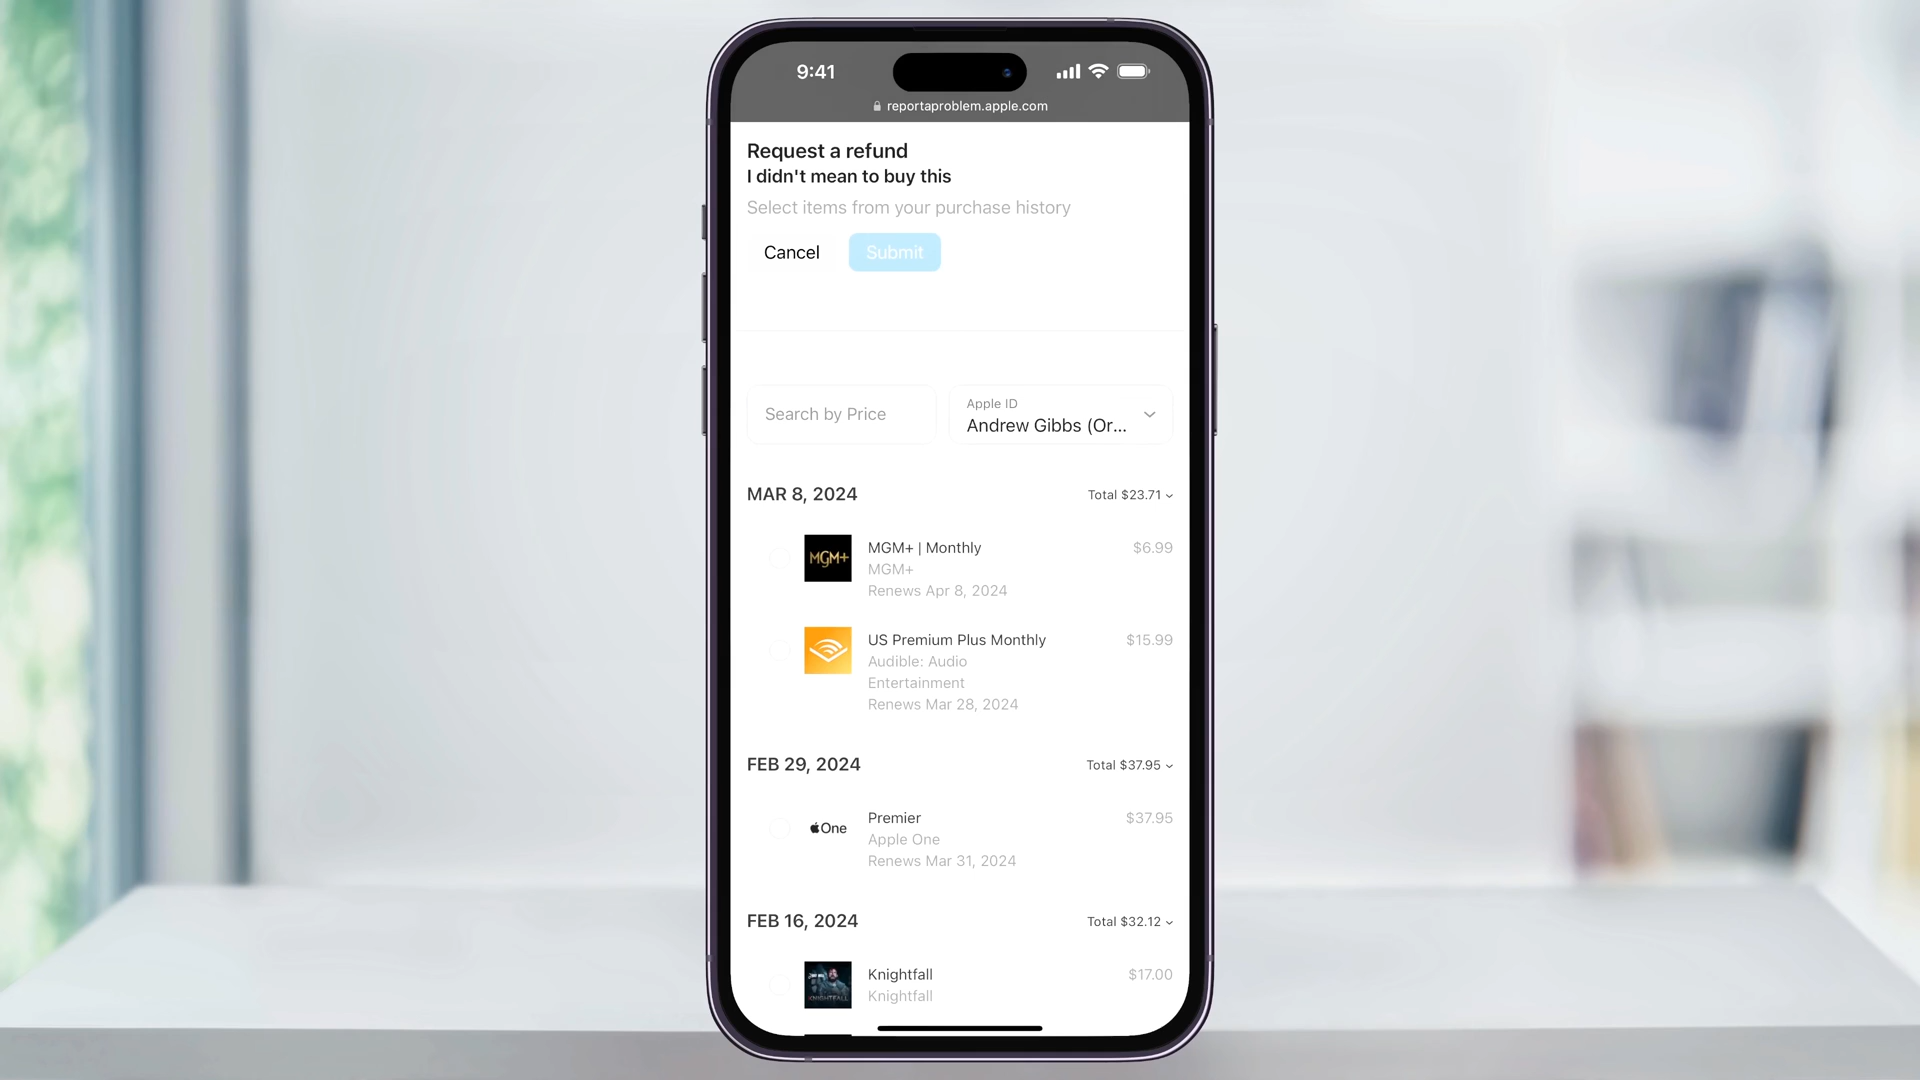 9:41
reportaproblem.apple.com
Request a refund
I didn't mean to buy this
Select items from your purchase history
Cancel
Submit
Search by Price
Apple ID
Andrew Gibbs (Or...
MAR 8, 2024
Total $23.71
MGM+
MGM+ | Monthly
$6.99
MGM+
Renews Apr 8, 2024
US Premium Plus Monthly
$15.99
Audible: Audio
Entertainment
Renews Mar 28, 2024
FEB 29, 2024
Total $37.95
One
Premier
$37.95
Apple One
Renews Mar 31, 2024
FEB 16, 2024
Total $32.12
KNIGHTFALL
Knightfall
$17.00
Knightfall